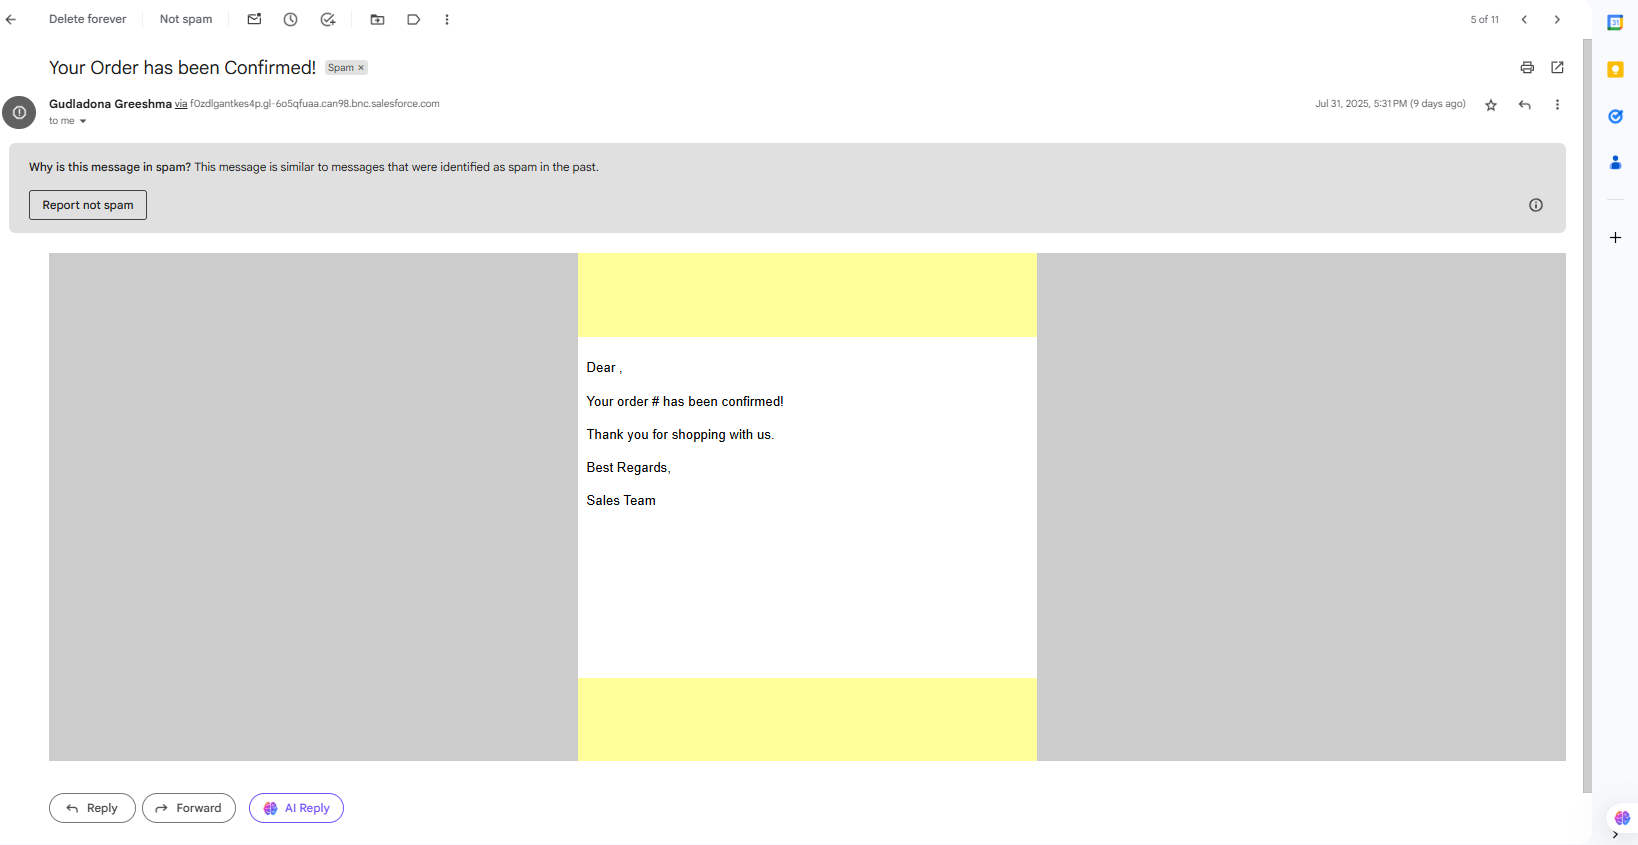 Delete forever
Not spam
5 of 11
Your Order has been Confirmed!
Spam ×
Gudladona Greeshma via f0zdlgantkes4p.gl-6o5qfuaa.can98.bnc.salesforce.com
Jul 31, 2025, 5:31 PM (9 days ago)
to me
Why is this message in spam? This message is similar to messages that were identified as spam in the past.
Report not spam
Dear ,
Your order # has been confirmed!
Thank you for shopping with us.
Best Regards,
Sales Team
Reply
Forward
AI Reply
31